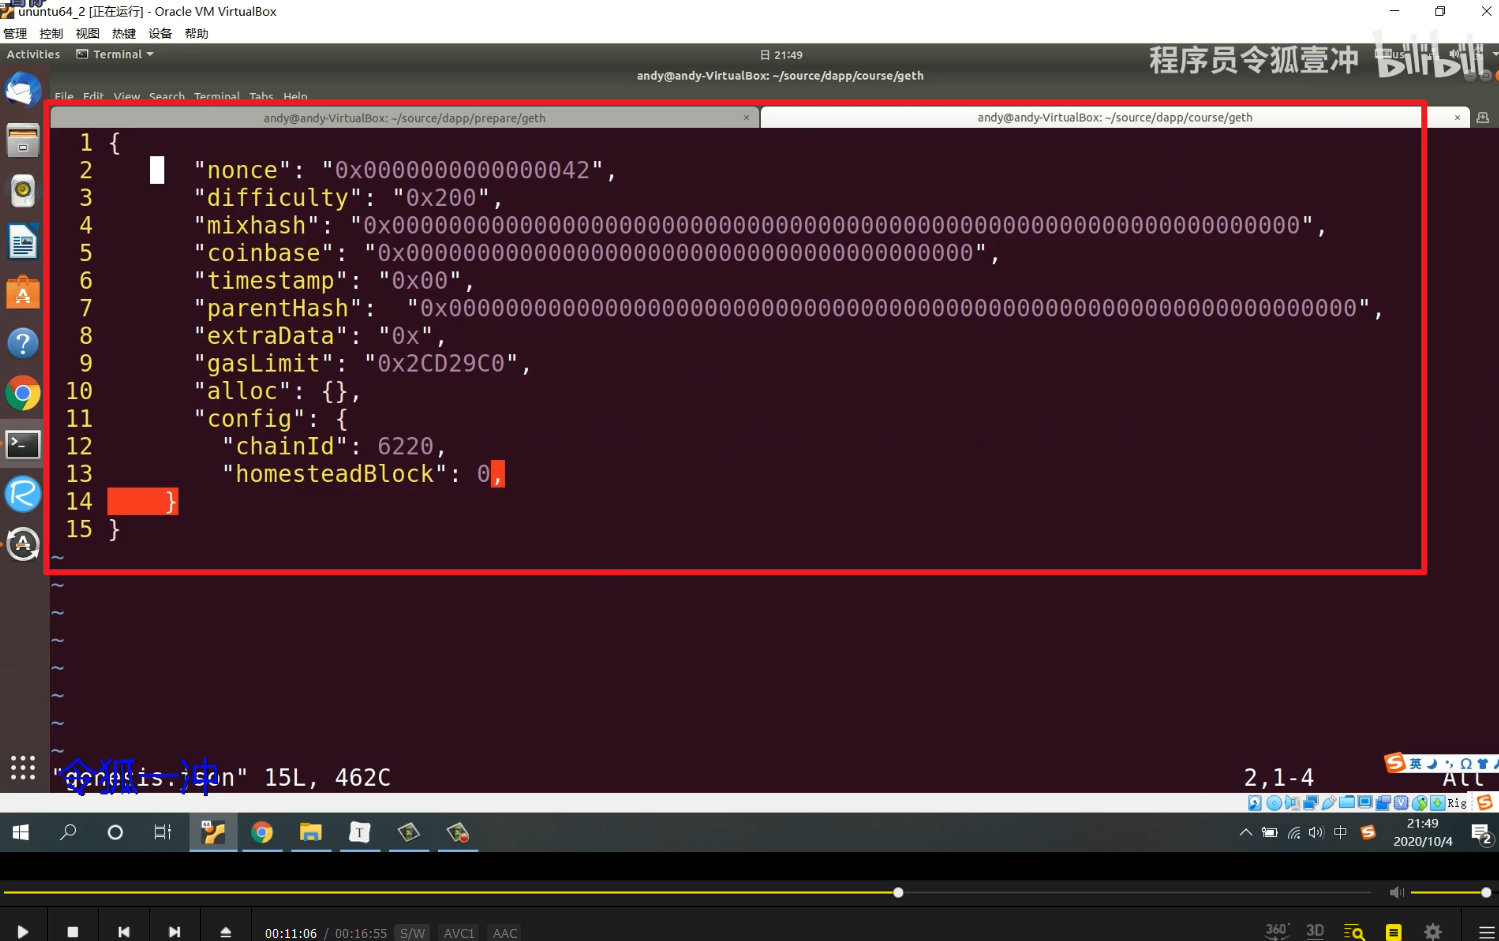 ununtu64_2 [正在运行] - Oracle VM VirtualBox
管理 控制 视图 热键 设备 帮助
Activities Terminal 日 21:49
程序员令狐壹冲 bilibili
andy@andy-VirtualBox: ~/source/dapp/course/geth
File Edit View Search Terminal Tabs Help
andy@andy-VirtualBox: ~/source/dapp/prepare/geth × andy@andy-VirtualBox: ~/source/dapp/course/geth ×
1 {
2 "nonce": "0x0000000000000042",
3 "difficulty": "0x200",
4 "mixhash": "0x0000000000000000000000000000000000000000000000000000000000000000",
5 "coinbase": "0x0000000000000000000000000000000000000000",
6 "timestamp": "0x00",
7 "parentHash": "0x0000000000000000000000000000000000000000000000000000000000000000",
8 "extraData": "0x",
9 "gasLimit": "0x2CD29C0",
10 "alloc": {},
11 "config": {
12 "chainId": 6220,
13 "homesteadBlock": 0,
14 }
15 }
~
~
~
~
~
~
~
~
令狐一冲
"genesis.json" 15L, 462C 2,1-4 All
英
Rig
中 21:49
2020/10/4 2
00:11:06 / 00:16:55 S/W AVC1 AAC 360° 3D